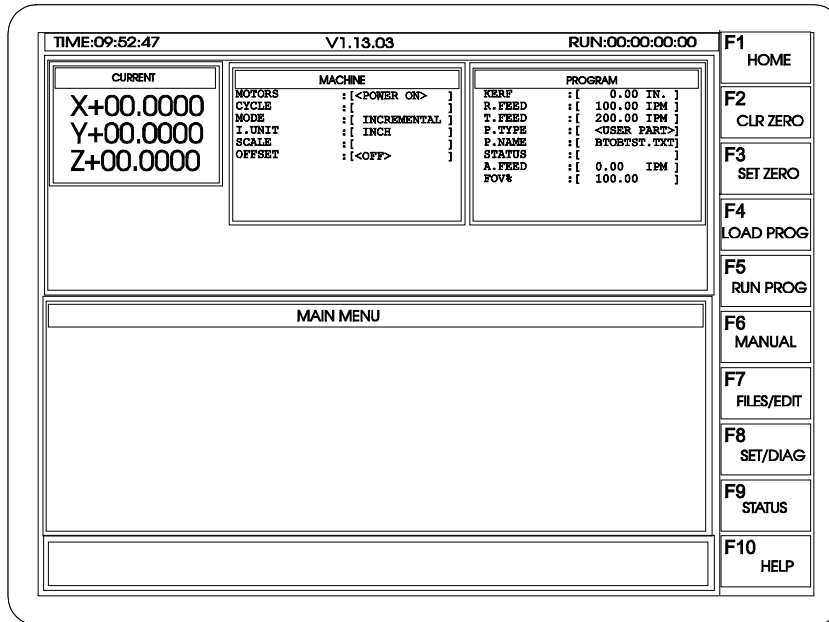 TIME:09:52:47 V1.13.03 RUN:00:00:00:00
CURRENT
X+00.0000
Y+00.0000
Z+00.0000
MACHINE
MOTORS :[<POWER ON> ]
CYCLE :[ ]
MODE :[ INCREMENTAL ]
I.UNIT :[ INCH ]
SCALE :[ ]
OFFSET :[<OFF> ]
PROGRAM
KERF :[ 0.00 IN. ]
R.FEED :[ 100.00 IPM ]
T.FEED :[ 200.00 IPM ]
P.TYPE :[ <USER PART>]
P.NAME :[ BTOBTST.TXT]
STATUS :[ ]
A.FEED :[ 0.00 IPM ]
FOV% :[ 100.00 ]
MAIN MENU
F1
HOME
F2
CLR ZERO
F3
SET ZERO
F4
LOAD PROG
F5
RUN PROG
F6
MANUAL
F7
FILES/EDIT
F8
SET/DIAG
F9
STATUS
F10
HELP